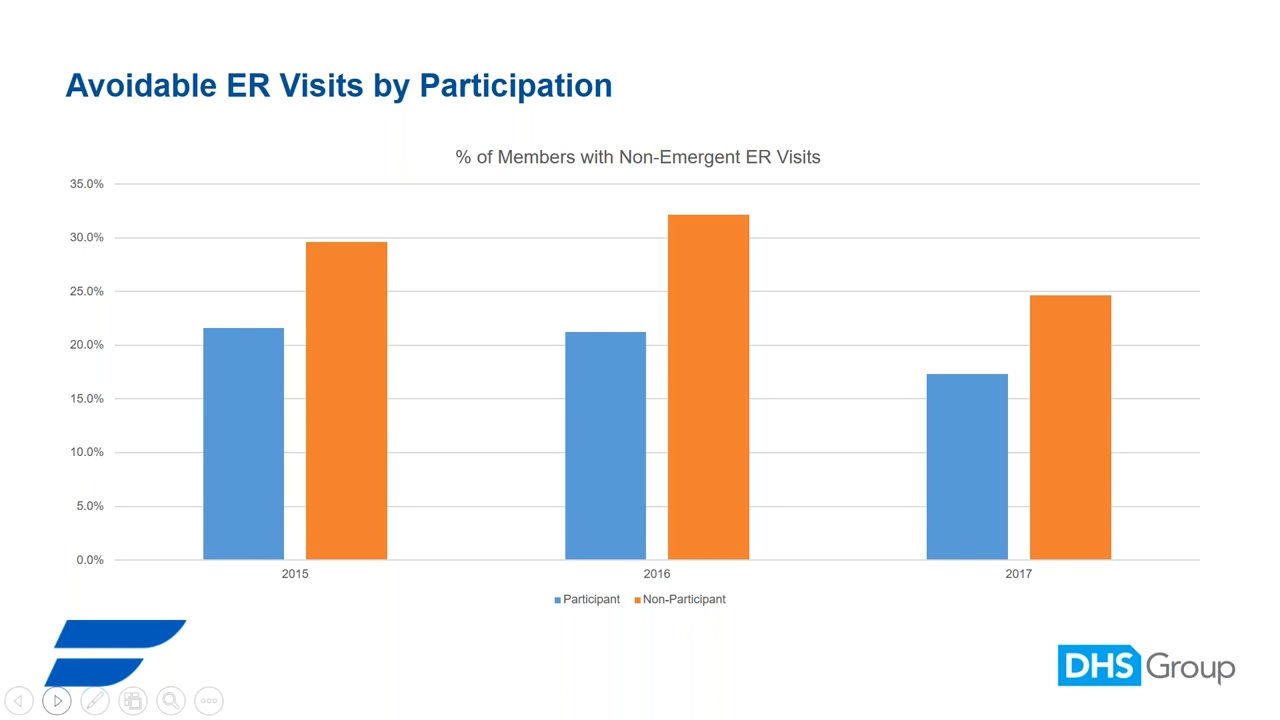 Avoidable ER Visits by Participation
% of Members with Non-Emergent ER Visits
35.0%
30.0%
25.0%
20.0%
15.0%
10.0%
5.0%
0.0%
2015 2016 2017
Participant Non-Participant
DHS Group